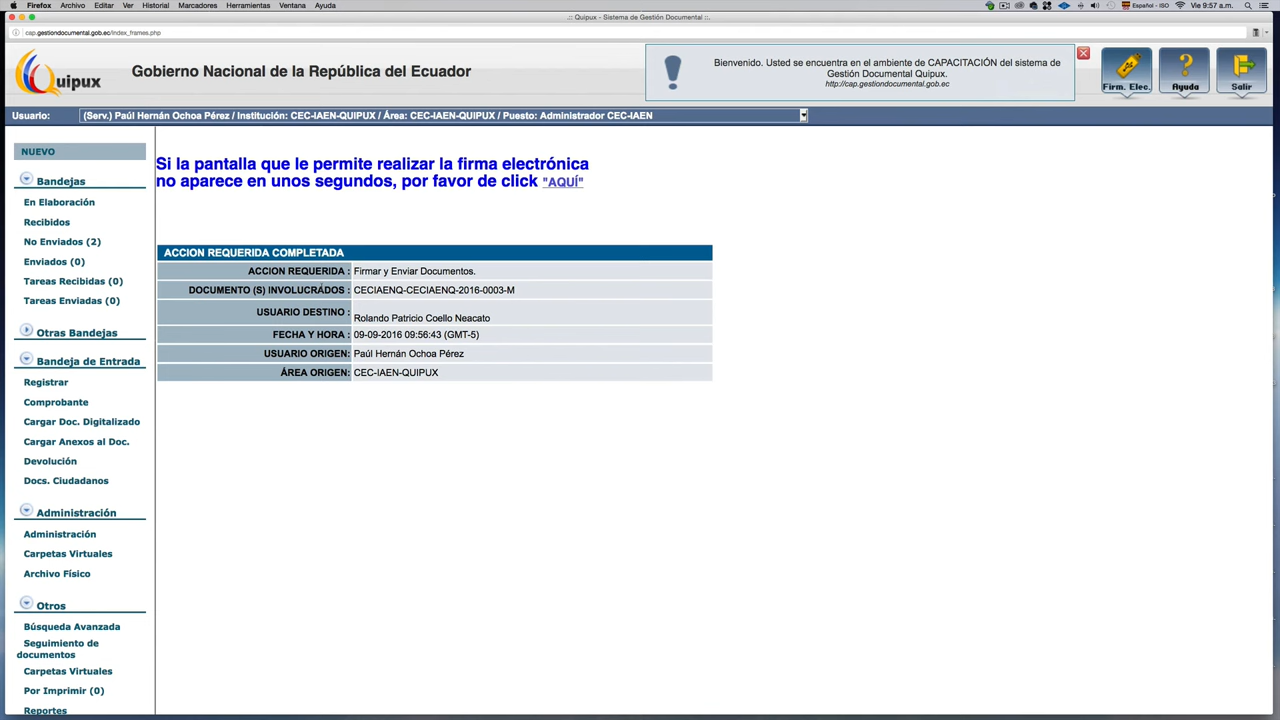 Firefox Archivo Editar Ver Historial Marcadores Herramientas Ventana Ayuda Español - ISO Vie 9:57 a.m.
.:: Quipux - Sistema de Gestión Documental ::.
cap.gestiondocumental.gob.ec/index_frames.php
Quipux
Gobierno Nacional de la República del Ecuador
Bienvenido. Usted se encuentra en el ambiente de CAPACITACIÓN del sistema de
Gestión Documental Quipux.
http://cap.gestiondocumental.gob.ec
Firm. Elec. Ayuda Salir
Usuario: (Serv.) Paúl Hernán Ochoa Pérez / Institución: CEC-IAEN-QUIPUX / Área: CEC-IAEN-QUIPUX / Puesto: Administrador CEC-IAEN
NUEVO
Bandejas
En Elaboración
Recibidos
No Enviados (2)
Enviados (0)
Tareas Recibidas (0)
Tareas Enviadas (0)
Otras Bandejas
Bandeja de Entrada
Registrar
Comprobante
Cargar Doc. Digitalizado
Cargar Anexos al Doc.
Devolución
Docs. Ciudadanos
Administración
Administración
Carpetas Virtuales
Archivo Físico
Otros
Búsqueda Avanzada
Seguimiento de
documentos
Carpetas Virtuales
Por Imprimir (0)
Reportes
Si la pantalla que le permite realizar la firma electrónica
no aparece en unos segundos, por favor de click "AQUÍ"
ACCION REQUERIDA COMPLETADA
ACCION REQUERIDA : Firmar y Enviar Documentos.
DOCUMENTO (S) INVOLUCRADOS : CECIAENQ-CECIAENQ-2016-0003-M
USUARIO DESTINO : Rolando Patricio Coello Neacato
FECHA Y HORA : 09-09-2016 09:56:43 (GMT-5)
USUARIO ORIGEN: Paúl Hernán Ochoa Pérez
ÁREA ORIGEN: CEC-IAEN-QUIPUX